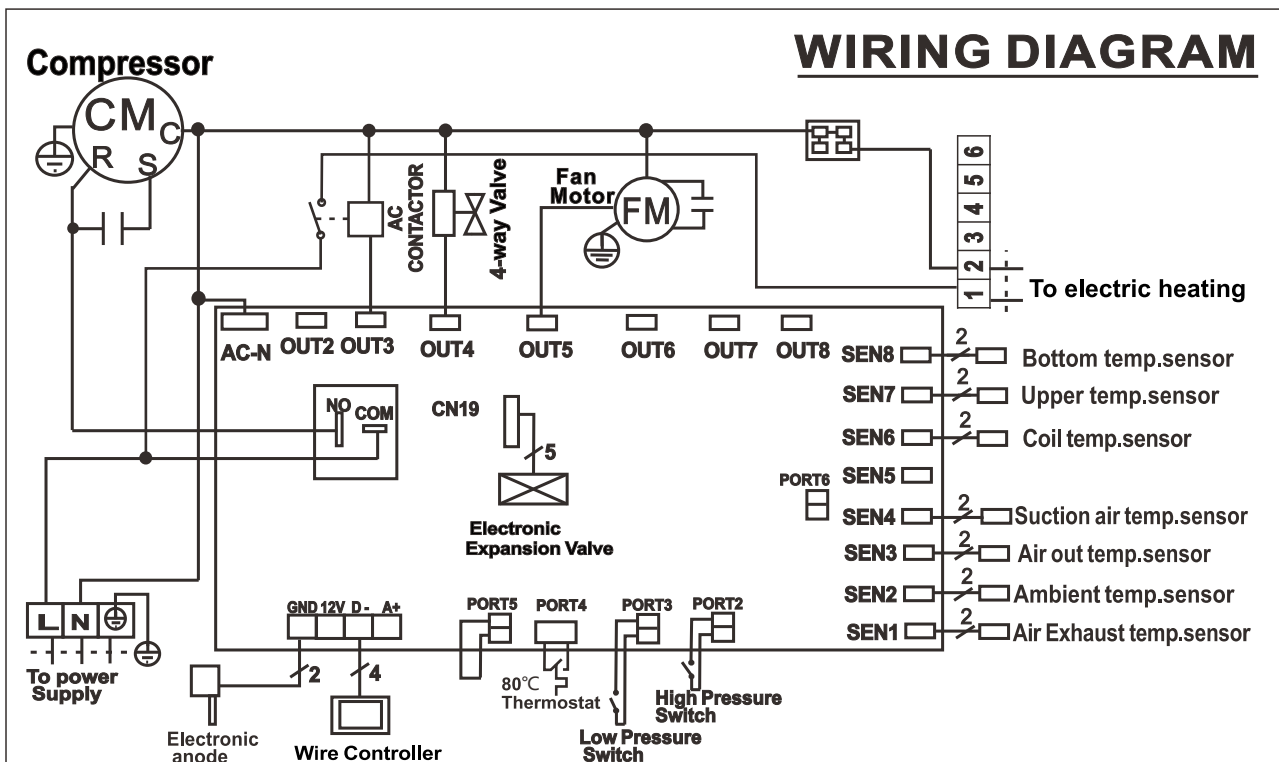 WIRING DIAGRAM
Compressor
CM
C
R
S
AC
CONTACTOR
4-way Valve
Fan
Motor
FM
6
5
4
3
2
1
To electric heating
AC-N
OUT2
OUT3
OUT4
OUT5
OUT6
OUT7
OUT8
SEN8
2
Bottom temp.sensor
SEN7
2
Upper temp.sensor
SEN6
2
Coil temp.sensor
SEN5
PORT6
SEN4
2
Suction air temp.sensor
SEN3
2
Air out temp.sensor
SEN2
2
Ambient temp.sensor
SEN1
2
Air Exhaust temp.sensor
NO
COM
CN19
5
Electronic
Expansion Valve
L
N
To power
Supply
GND 12V D- A+
2
4
Electronic
anode
Wire Controller
PORT5
PORT4
80℃
Thermostat
PORT3
Low Pressure
Switch
PORT2
High Pressure
Switch